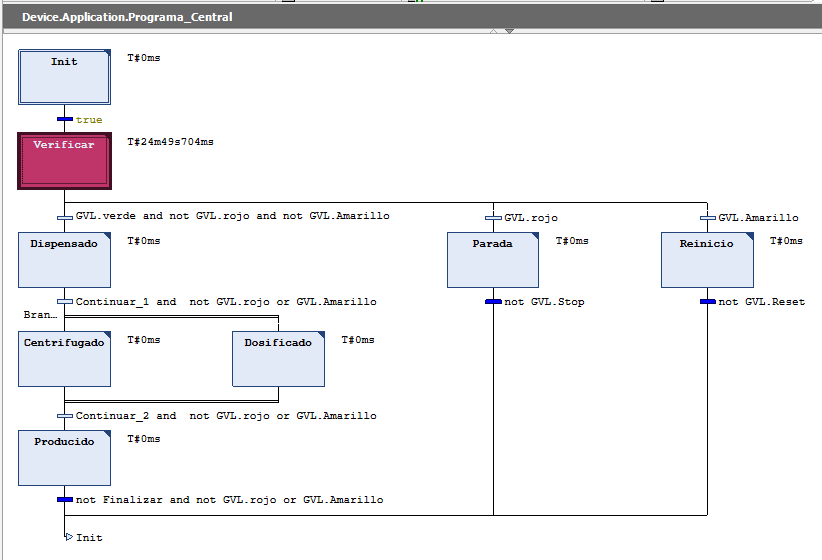 Device.Application.Programa_Central
Init
T#0ms
true
Verificar
T#24m49s704ms
GVL.verde and not GVL.rojo and not GVL.Amarillo
GVL.rojo
GVL.Amarillo
Dispensado
T#0ms
Parada
T#0ms
Reinicio
T#0ms
Continuar_1 and  not GVL.rojo or GVL.Amarillo
not GVL.Stop
not GVL.Reset
Bran...
Centrifugado
T#0ms
Dosificado
T#0ms
Continuar_2 and  not GVL.rojo or GVL.Amarillo
Producido
T#0ms
not Finalizar and not GVL.rojo or GVL.Amarillo
Init